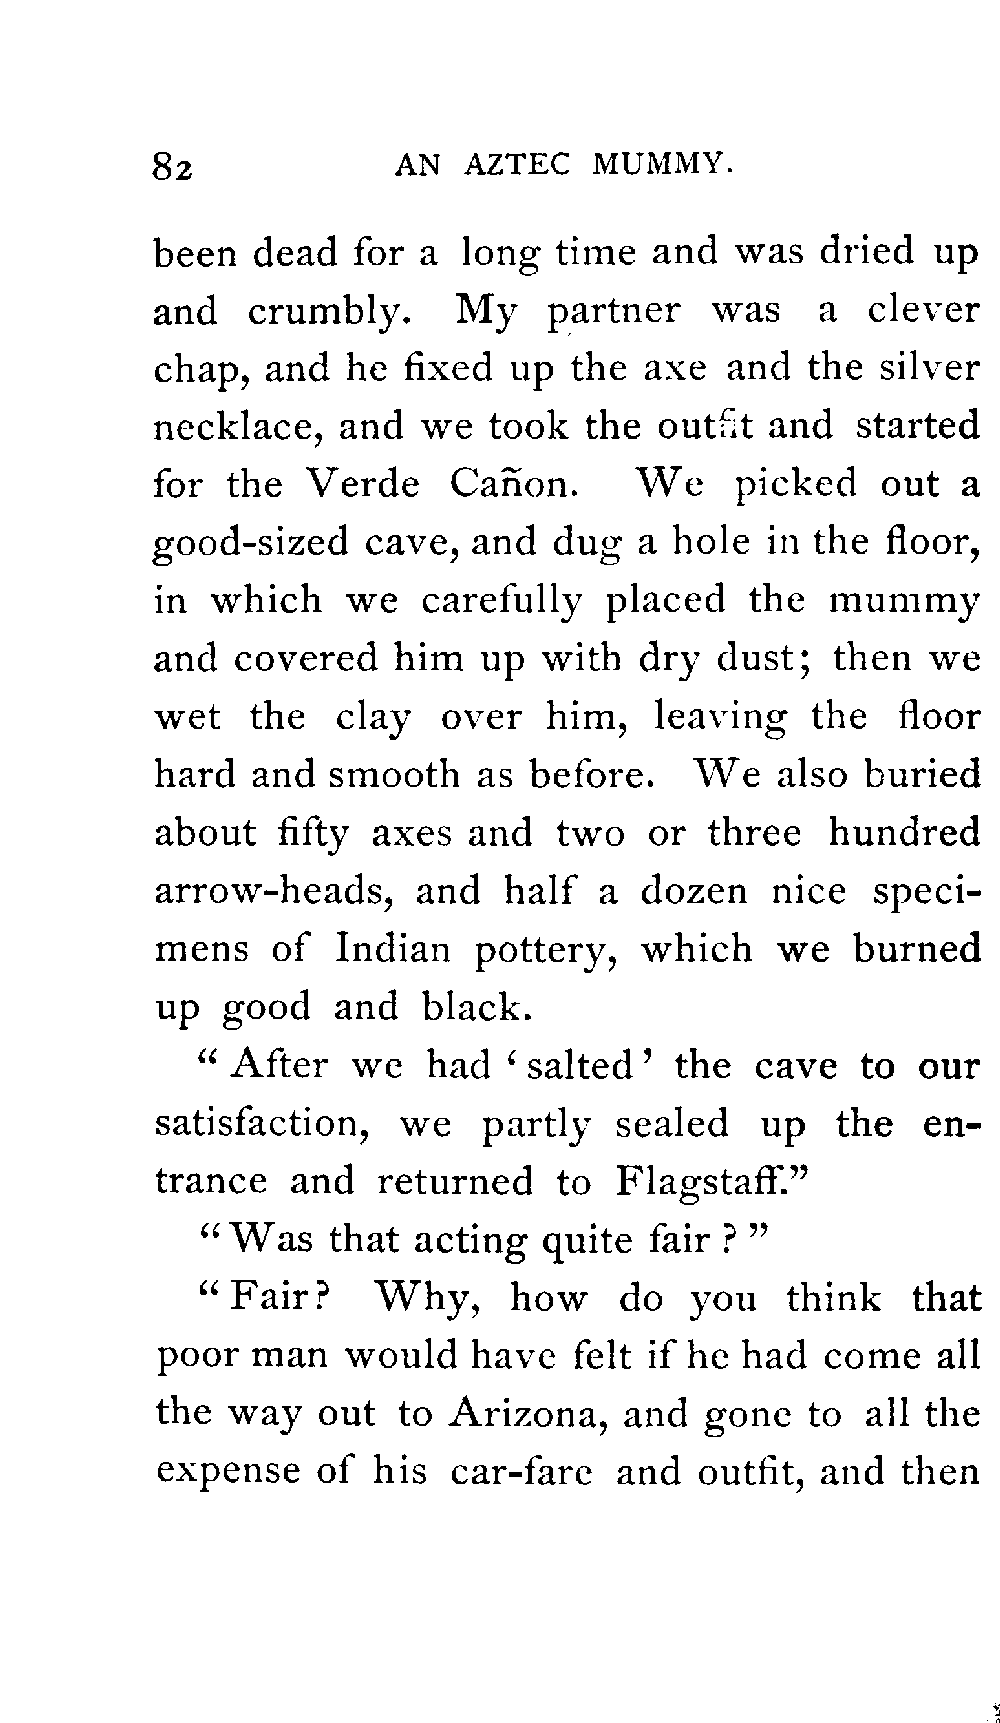 82 AN AZTEC MUMMY.
been dead for a long time and was dried up
and crumbly. My partner was a clever
chap, and he fixed up the axe and the silver
necklace, and we took the outfit and started
for the Verde Cañon. We picked out a
good-sized cave, and dug a hole in the floor,
in which we carefully placed the mummy
and covered him up with dry dust; then we
wet the clay over him, leaving the floor
hard and smooth as before. We also buried
about fifty axes and two or three hundred
arrow-heads, and half a dozen nice speci-
mens of Indian pottery, which we burned
up good and black.
“ After we had ‘ salted ’ the cave to our
satisfaction, we partly sealed up the en-
trance and returned to Flagstaff.”
“ Was that acting quite fair ? ”
“ Fair? Why, how do you think that
poor man would have felt if he had come all
the way out to Arizona, and gone to all the
expense of his car-fare and outfit, and then